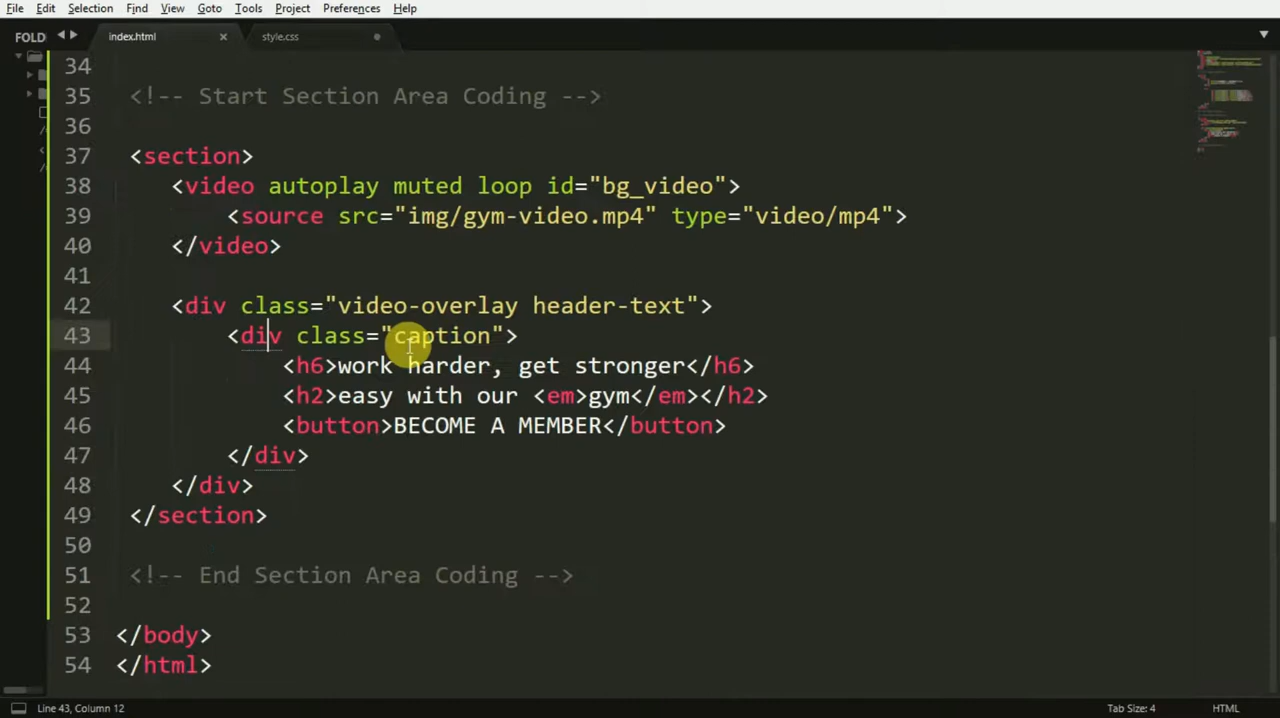 File Edit Selection Find View Goto Tools Project Preferences Help
FOLD index.html × style.css
34
35 <!-- Start Section Area Coding -->
36
37 <section>
38 <video autoplay muted loop id="bg_video">
39 <source src="img/gym-video.mp4" type="video/mp4">
40 </video>
41
42 <div class="video-overlay header-text">
43 <div class="caption">
44 <h6>work harder, get stronger</h6>
45 <h2>easy with our <em>gym</em></h2>
46 <button>BECOME A MEMBER</button>
47 </div>
48 </div>
49 </section>
50
51 <!-- End Section Area Coding -->
52
53 </body>
54 </html>
Line 43, Column 12 Tab Size: 4 HTML